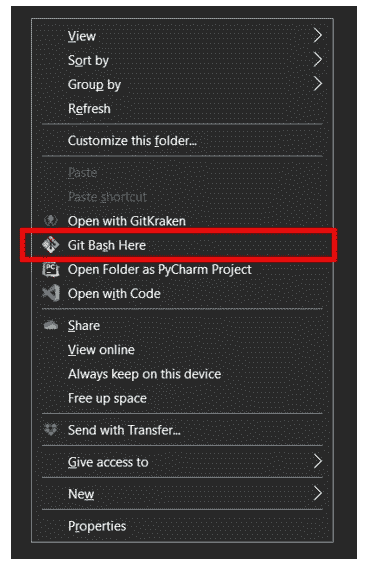 View
Sort by
Group by
Refresh
Customize this folder...
Paste
Paste shortcut
Open with GitKraken
Git Bash Here
PC
Open Folder as PyCharm Project
Open with Code
Share
View online
Always keep on this device
Free up space
Send with Transfer...
Give access to
New
Properties